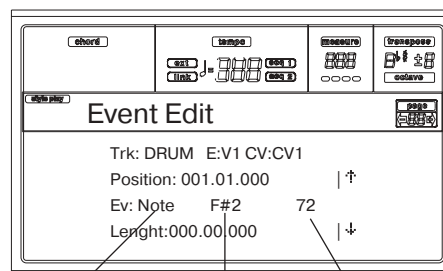 chord tempo measure transpose
ext seq 1
link seq 2
octave
style play page
Event Edit
Trk: DRUM E:V1 CV:CV1
Position: 001.01.000
Ev: Note F#2 72
Lenght:000.00.000